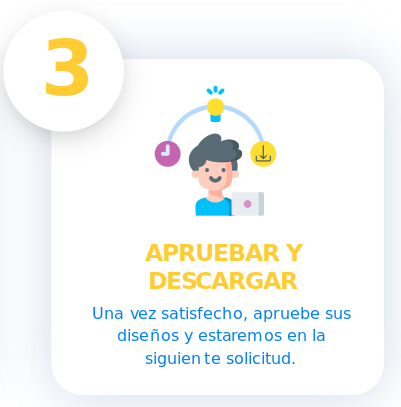 3
APRUEBAR Y
DESCARGAR
Una vez satisfecho, apruebe sus
diseños y estaremos en la
siguiente solicitud.